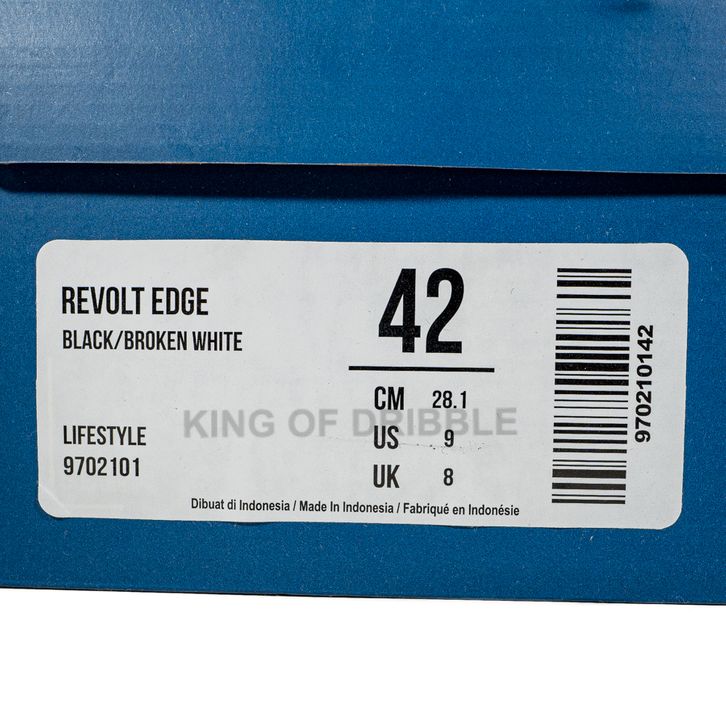 REVOLT EDGE
BLACK/BROKEN WHITE
42
CM 28.1
KING OF DRIBBLE
LIFESTYLE
US 9
9702101
UK 8
Dibuat di Indonesia / Made In Indonesia / Fabriqué en Indonésie
970210142